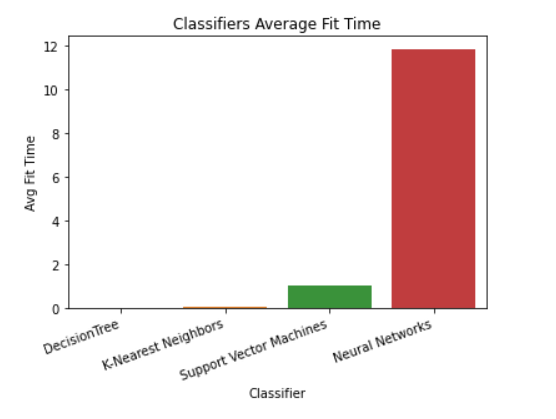 Classifiers Average Fit Time
12
10
8
6
4
2
0
Avg Fit Time
DecisionTree
K-Nearest Neighbors
Support Vector Machines
Neural Networks
Classifier